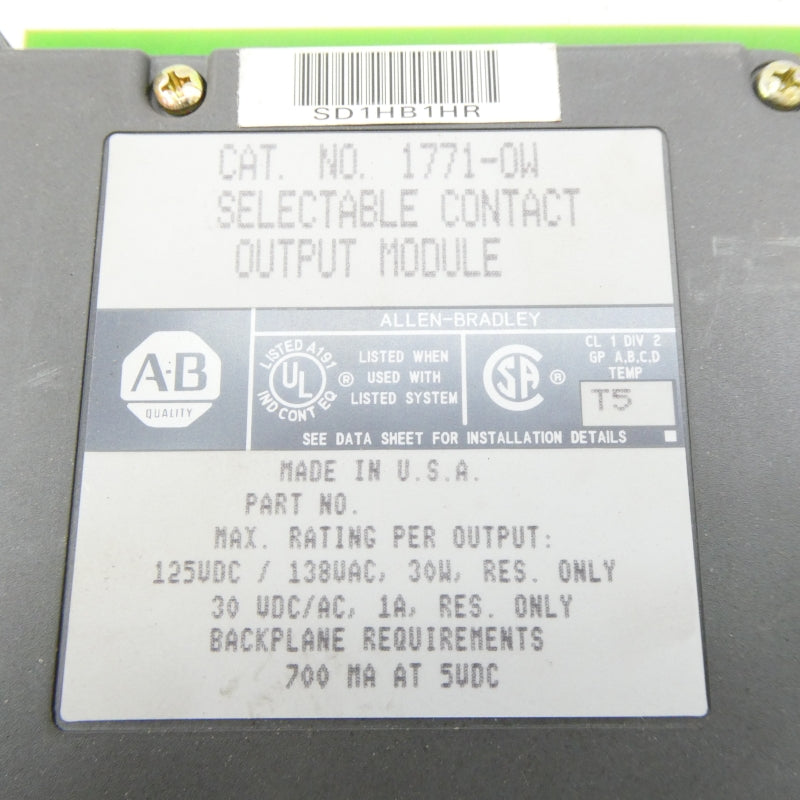 SD1HB1HR
CAT. NO. 1771-OW
SELECTABLE CONTACT
OUTPUT MODULE
ALLEN-BRADLEY
A-B
QUALITY
LISTED A191
UL
IND CONT EQ
®
LISTED WHEN
USED WITH
LISTED SYSTEM
CSA
®
CL 1 DIV 2
GP A,B,C,D
TEMP
T5
SEE DATA SHEET FOR INSTALLATION DETAILS
MADE IN U.S.A.
PART NO.
MAX. RATING PER OUTPUT:
125VDC / 138VAC, 30W, RES. ONLY
30 VDC/AC, 1A, RES. ONLY
BACKPLANE REQUIREMENTS
700 MA AT 5VDC